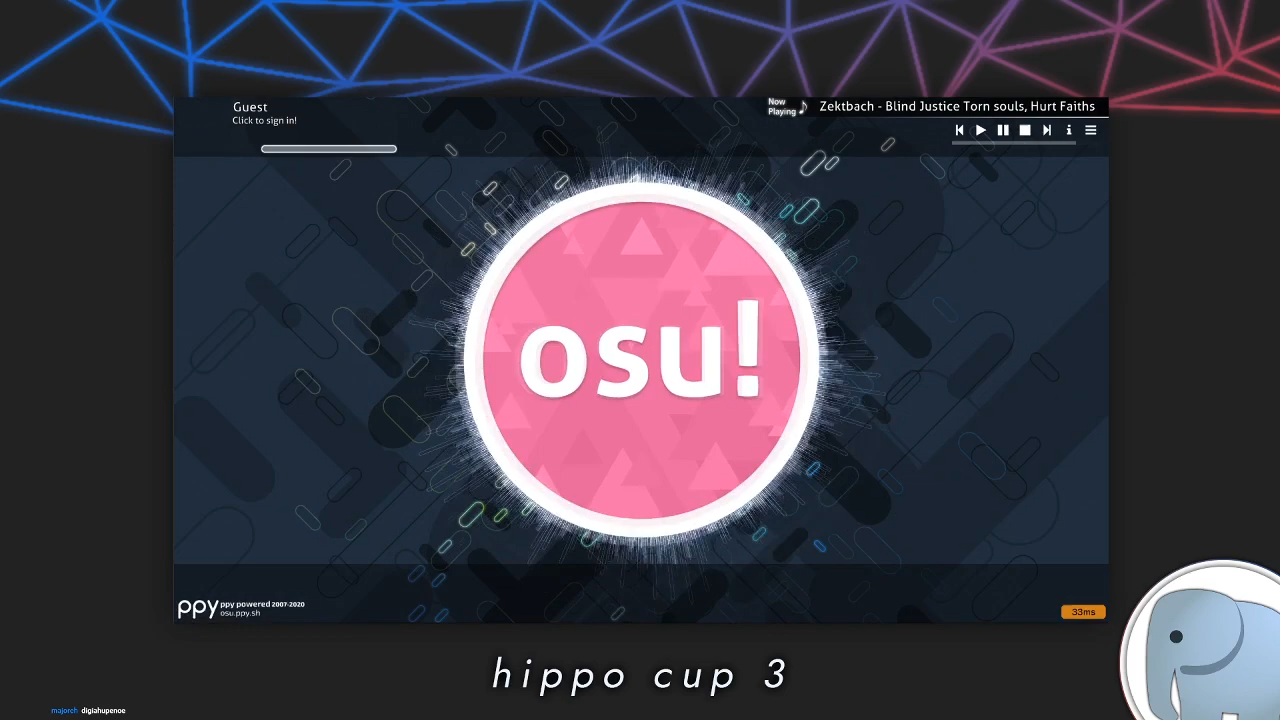 Guest
Click to sign in!
Now
Playing
Zektbach - Blind Justice Torn souls, Hurt Faiths
osu!
ppy
ppy powered 2007-2020
osu.ppy.sh
33ms
hippo cup 3
majorch digiahupenoe